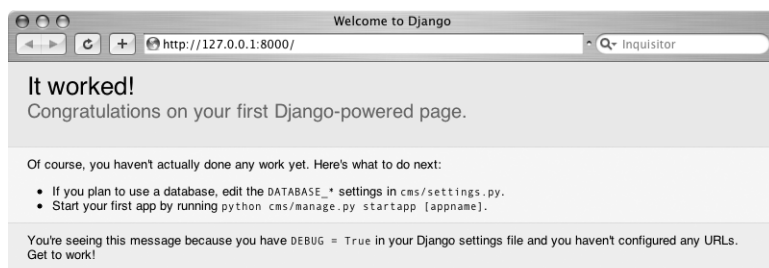 Welcome to Django
http://127.0.0.1:8000/
Inquisitor
It worked!
Congratulations on your first Django-powered page.
Of course, you haven't actually done any work yet. Here's what to do next:
• If you plan to use a database, edit the DATABASE_* settings in cms/settings.py.
• Start your first app by running python cms/manage.py startapp [appname].
You're seeing this message because you have DEBUG = True in your Django settings file and you haven't configured any URLs.
Get to work!